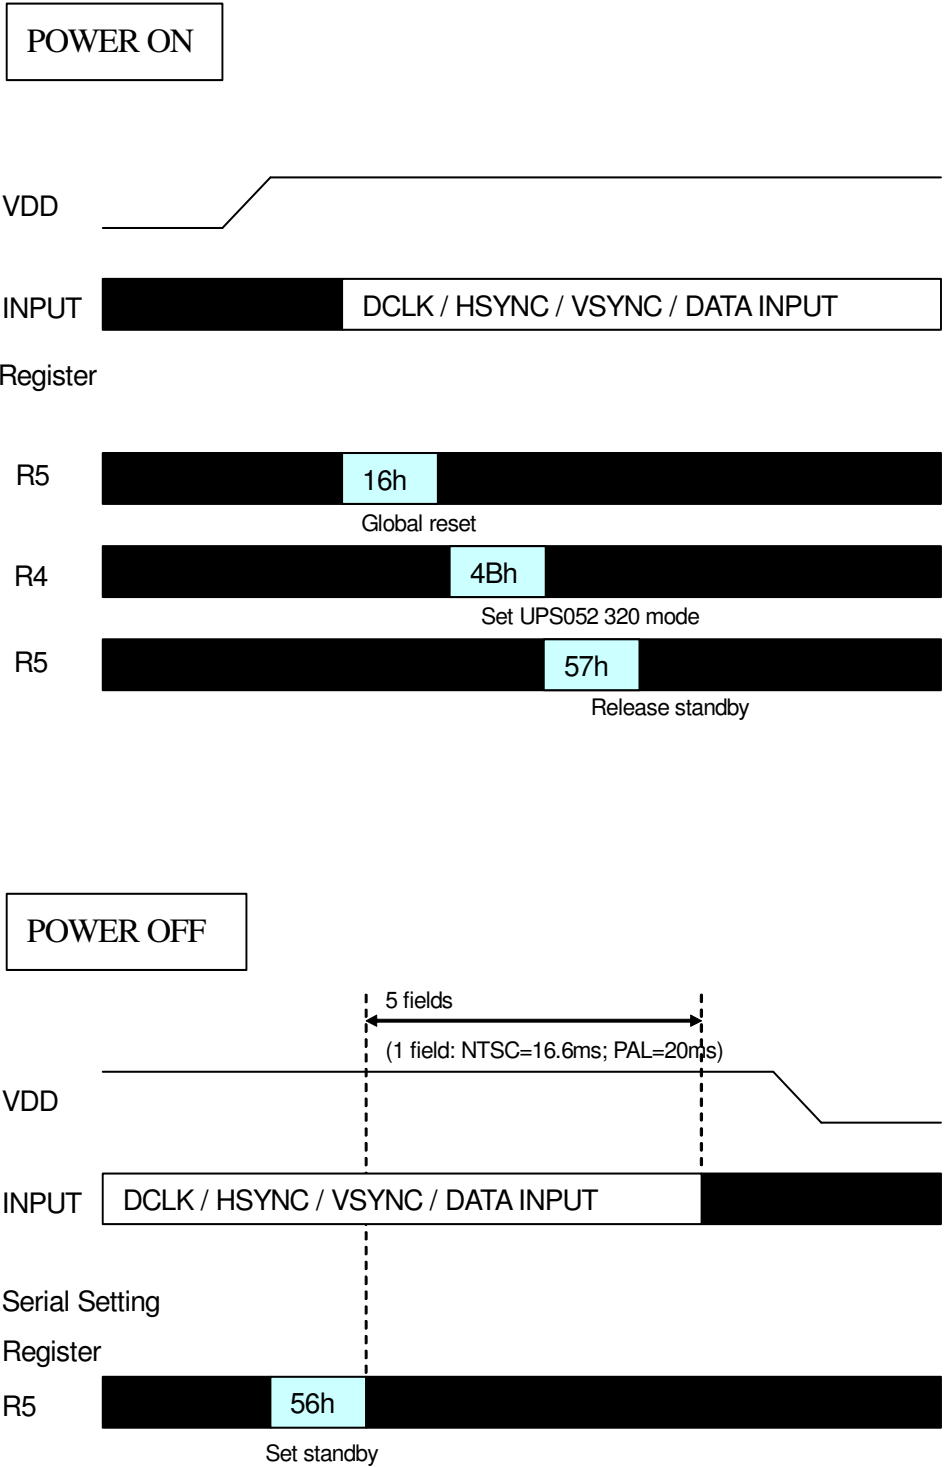 POWER ON
VDD
INPUT DCLK / HSYNC / VSYNC / DATA INPUT
Register
R5 16h
Global reset
R4 4Bh
Set UPS052 320 mode
R5 57h
Release standby
POWER OFF
5 fields
(1 field: NTSC=16.6ms; PAL=20ms)
VDD
INPUT DCLK / HSYNC / VSYNC / DATA INPUT
Serial Setting
Register
R5 56h
Set standby